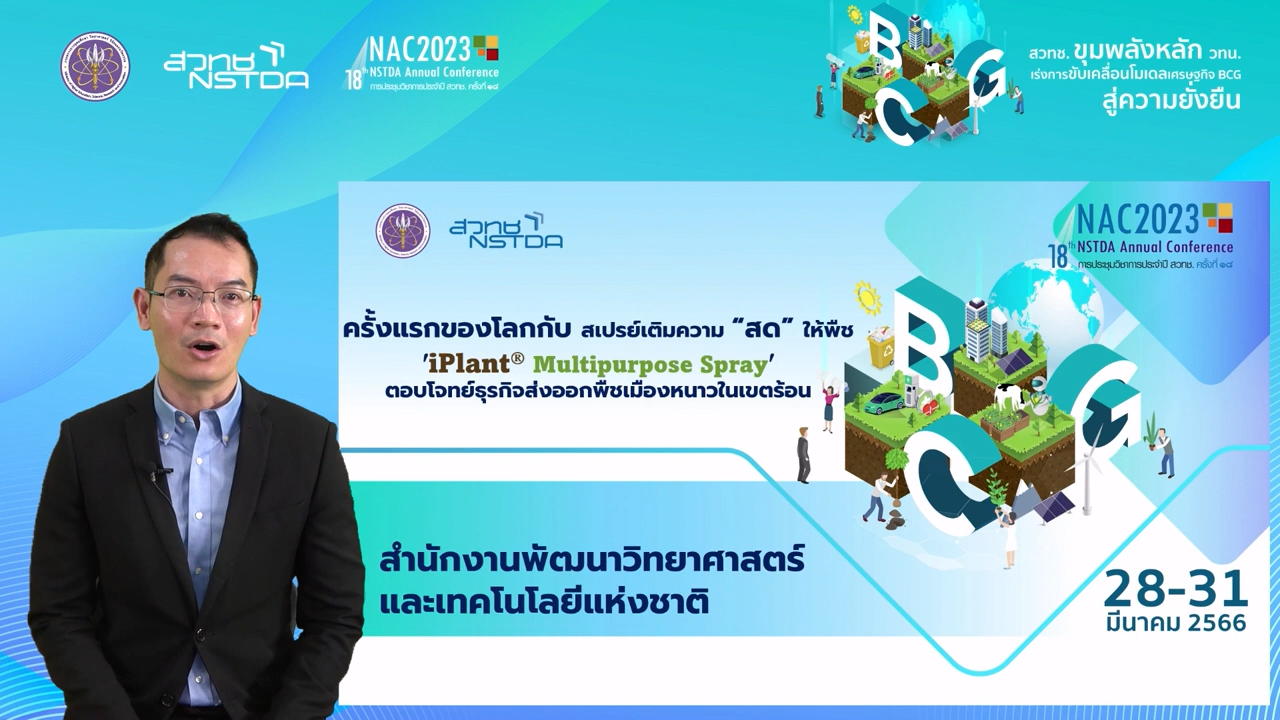 สวทช
NSTDA
NAC2023
18th NSTDA Annual Conference
การประชุมวิชาการประจำปี สวทช. ครั้งที่ ๑๘
BCG
สวทช. ขุมพลังหลัก วทน.
เร่งการขับเคลื่อนโมเดลเศรษฐกิจ BCG
สู่ความยั่งยืน
สวทช
NSTDA
NAC2023
18th NSTDA Annual Conference
การประชุมวิชาการประจำปี สวทช. ครั้งที่ ๑๘
ครั้งแรกของโลกกับ สเปรย์เติมความ “สด” ให้พืช
'iPlant® Multipurpose Spray'
ตอบโจทย์ธุรกิจส่งออกพืชเมืองหนาวในเขตร้อน
BCG
สำนักงานพัฒนาวิทยาศาสตร์
และเทคโนโลยีแห่งชาติ
28-31
มีนาคม 2566